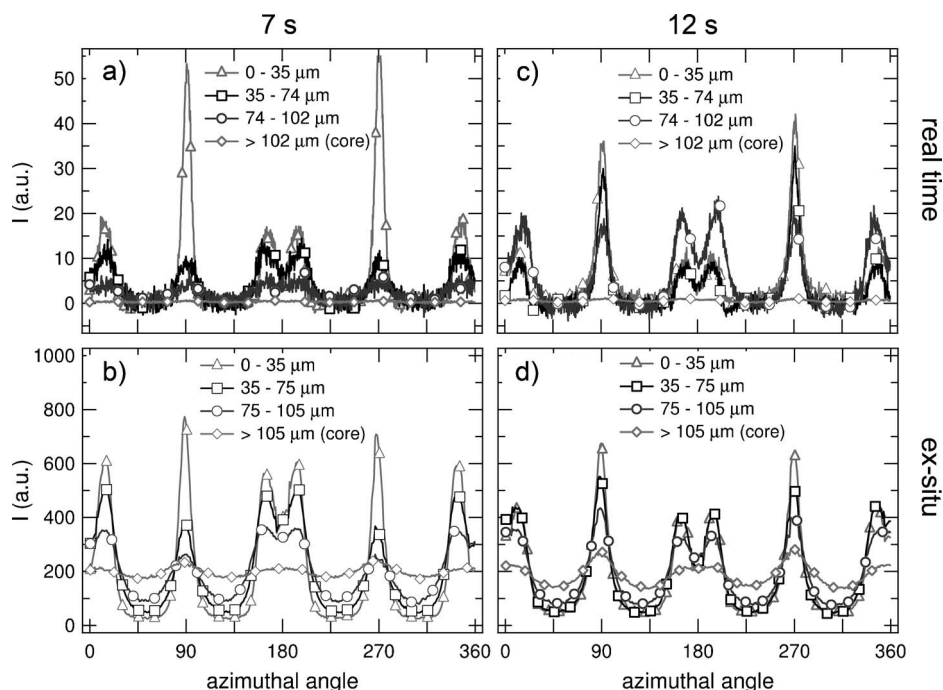 7 s
12 s
a)
0 - 35 µm
35 - 74 µm
74 - 102 µm
> 102 µm (core)
50
40
30
20
10
0
I (a.u.)
c)
0 - 35 µm
35 - 74 µm
74 - 102 µm
> 102 µm (core)
real time
b)
0 - 35 µm
35 - 75 µm
75 - 105 µm
> 105 µm (core)
1000
800
600
400
200
0
I (a.u.)
0 90 180 270 360
azimuthal angle
d)
0 - 35 µm
35 - 75 µm
75 - 105 µm
> 105 µm (core)
0 90 180 270 360
azimuthal angle
ex-situ